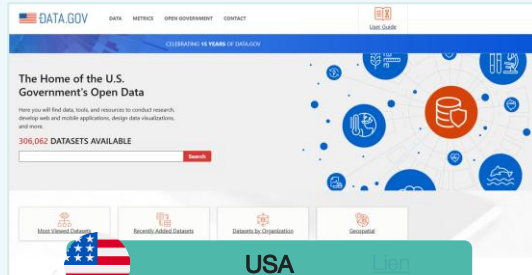 DATA.GOV
DATA METRICS OPEN GOVERNMENT CONTACT
User Guide
CELEBRATING 15 YEARS OF DATA.GOV
The Home of the U.S.
Government's Open Data
Here you will find data, tools, and resources to conduct research,
develop web and mobile applications, design data visualizations,
and more.
306,062 DATASETS AVAILABLE
Search
Most Viewed Datasets Recently Added Datasets Datasets by Organization Geospatial
USA
Lien